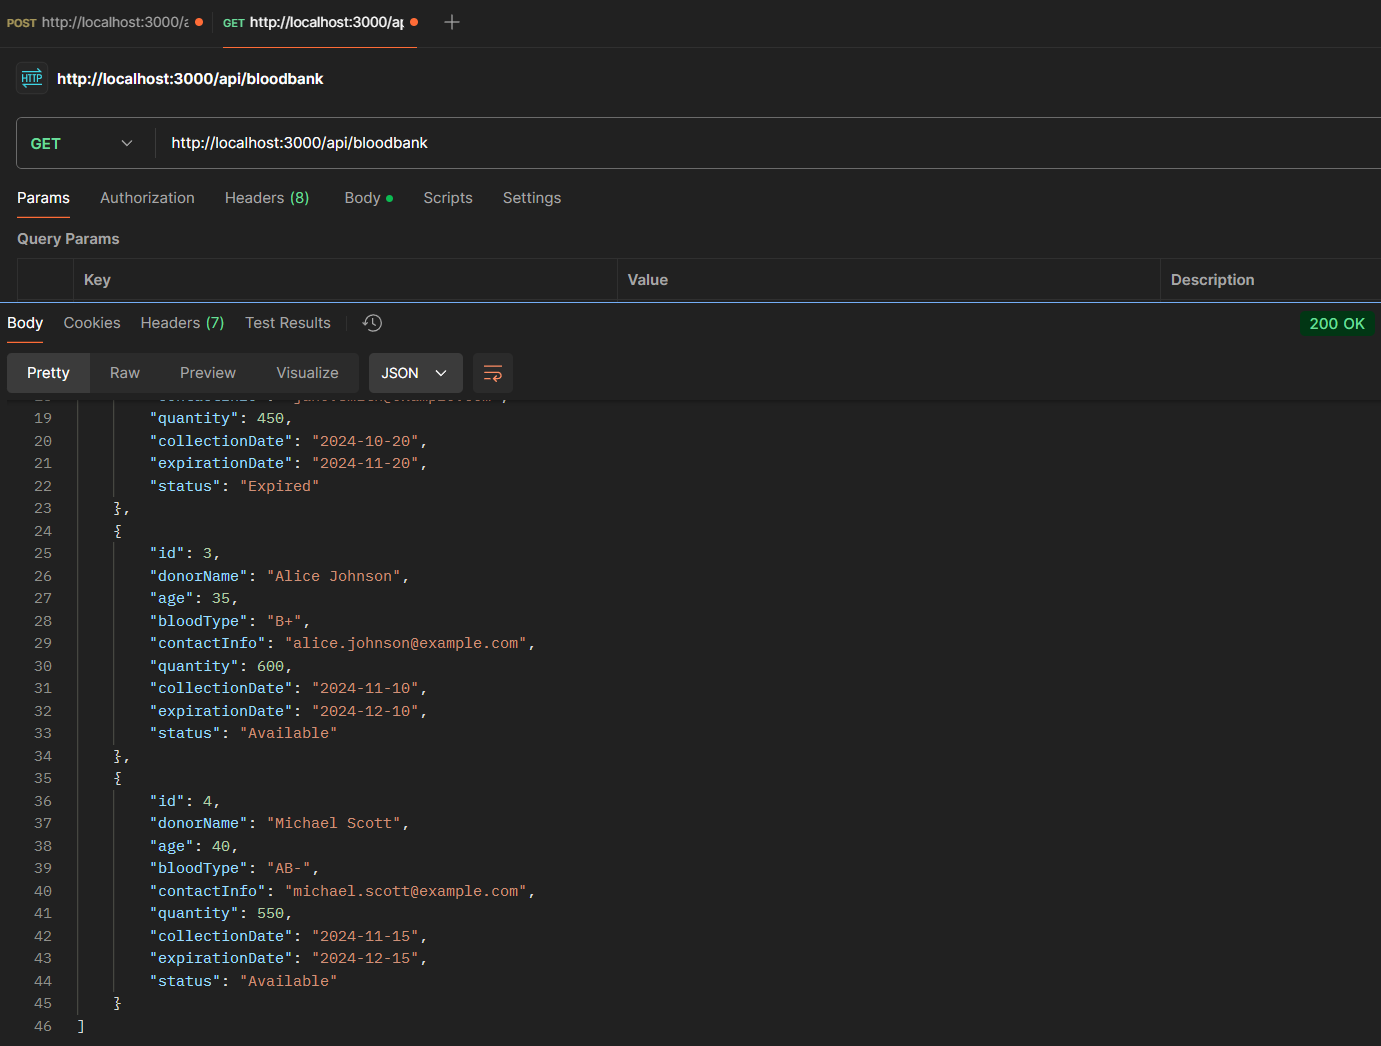 POST http://localhost:3000/a GET http://localhost:3000/ap
HTTP http://localhost:3000/api/bloodbank
GET http://localhost:3000/api/bloodbank
Params Authorization Headers (8) Body Scripts Settings
Query Params
Key Value Description
Body Cookies Headers (7) Test Results 200 OK
Pretty Raw Preview Visualize JSON
19 "quantity": 450,
20 "collectionDate": "2024-10-20",
21 "expirationDate": "2024-11-20",
22 "status": "Expired"
23 },
24 {
25 "id": 3,
26 "donorName": "Alice Johnson",
27 "age": 35,
28 "bloodType": "B+",
29 "contactInfo": "alice.johnson@example.com",
30 "quantity": 600,
31 "collectionDate": "2024-11-10",
32 "expirationDate": "2024-12-10",
33 "status": "Available"
34 },
35 {
36 "id": 4,
37 "donorName": "Michael Scott",
38 "age": 40,
39 "bloodType": "AB-",
40 "contactInfo": "michael.scott@example.com",
41 "quantity": 550,
42 "collectionDate": "2024-11-15",
43 "expirationDate": "2024-12-15",
44 "status": "Available"
45 }
46 ]